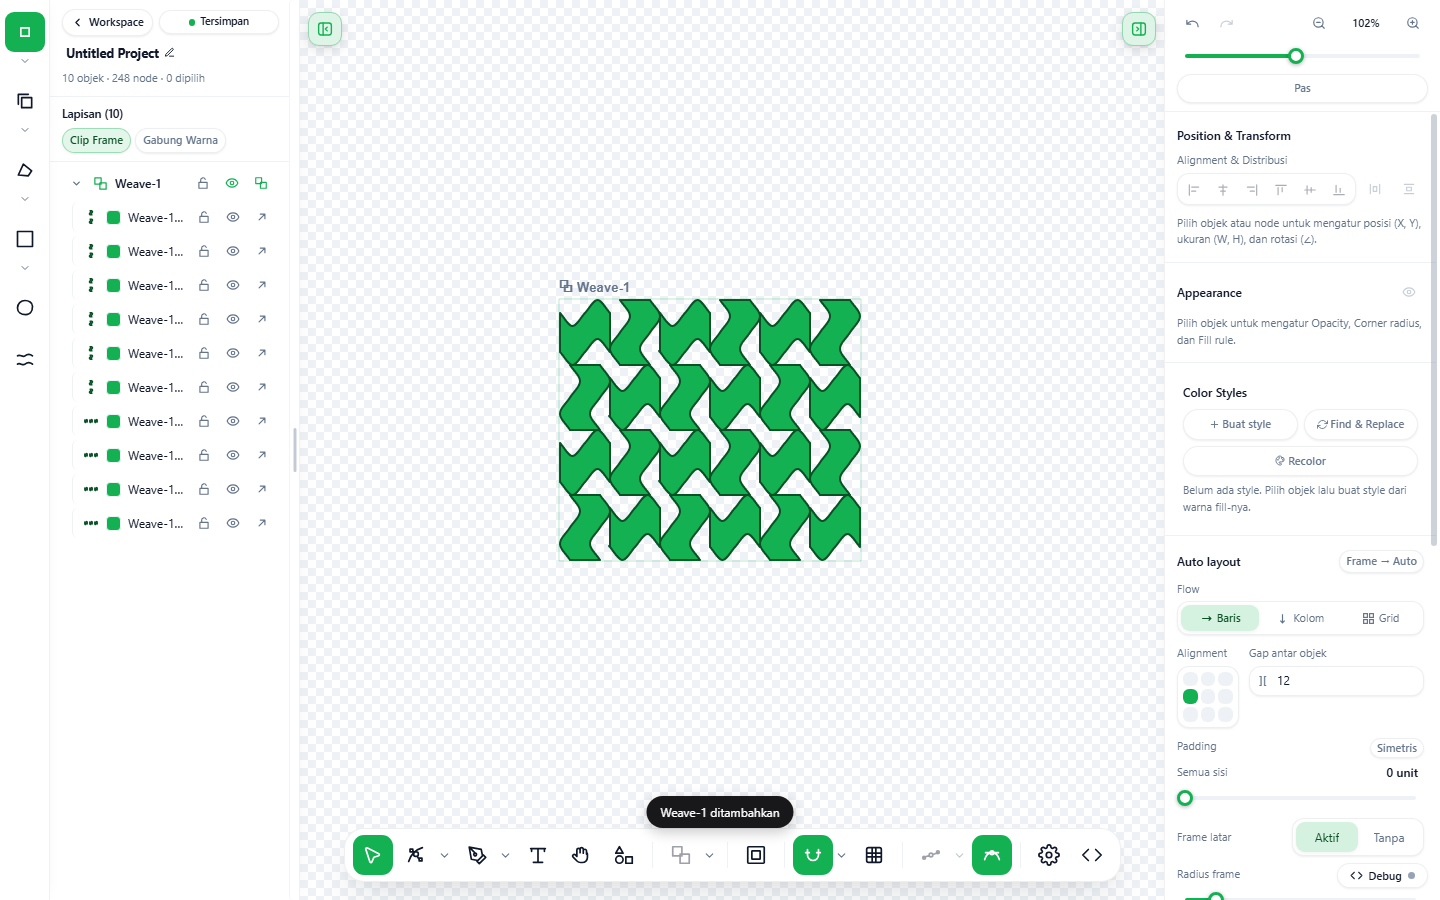 Workspace
Tersimpan
Untitled Project
10 objek · 248 node · 0 dipilih
Lapisan (10)
Clip Frame
Gabung Warna
Weave-1
Weave-1...
Weave-1...
Weave-1...
Weave-1...
Weave-1...
Weave-1...
Weave-1...
Weave-1...
Weave-1...
Weave-1...
Weave-1
Weave-1 ditambahkan
102%
Pas
Position & Transform
Alignment & Distribusi
Pilih objek atau node untuk mengatur posisi (X, Y),
ukuran (W, H), dan rotasi (∠).
Appearance
Pilih objek untuk mengatur Opacity, Corner radius,
dan Fill rule.
Color Styles
+ Buat style
Find & Replace
Recolor
Belum ada style. Pilih objek lalu buat style dari
warna fill-nya.
Auto layout
Frame → Auto
Flow
→ Baris
↓ Kolom
Grid
Alignment
Gap antar objek
][ 12
Padding
Simetris
Semua sisi
0 unit
Frame latar
Aktif
Tanpa
Radius frame
Debug